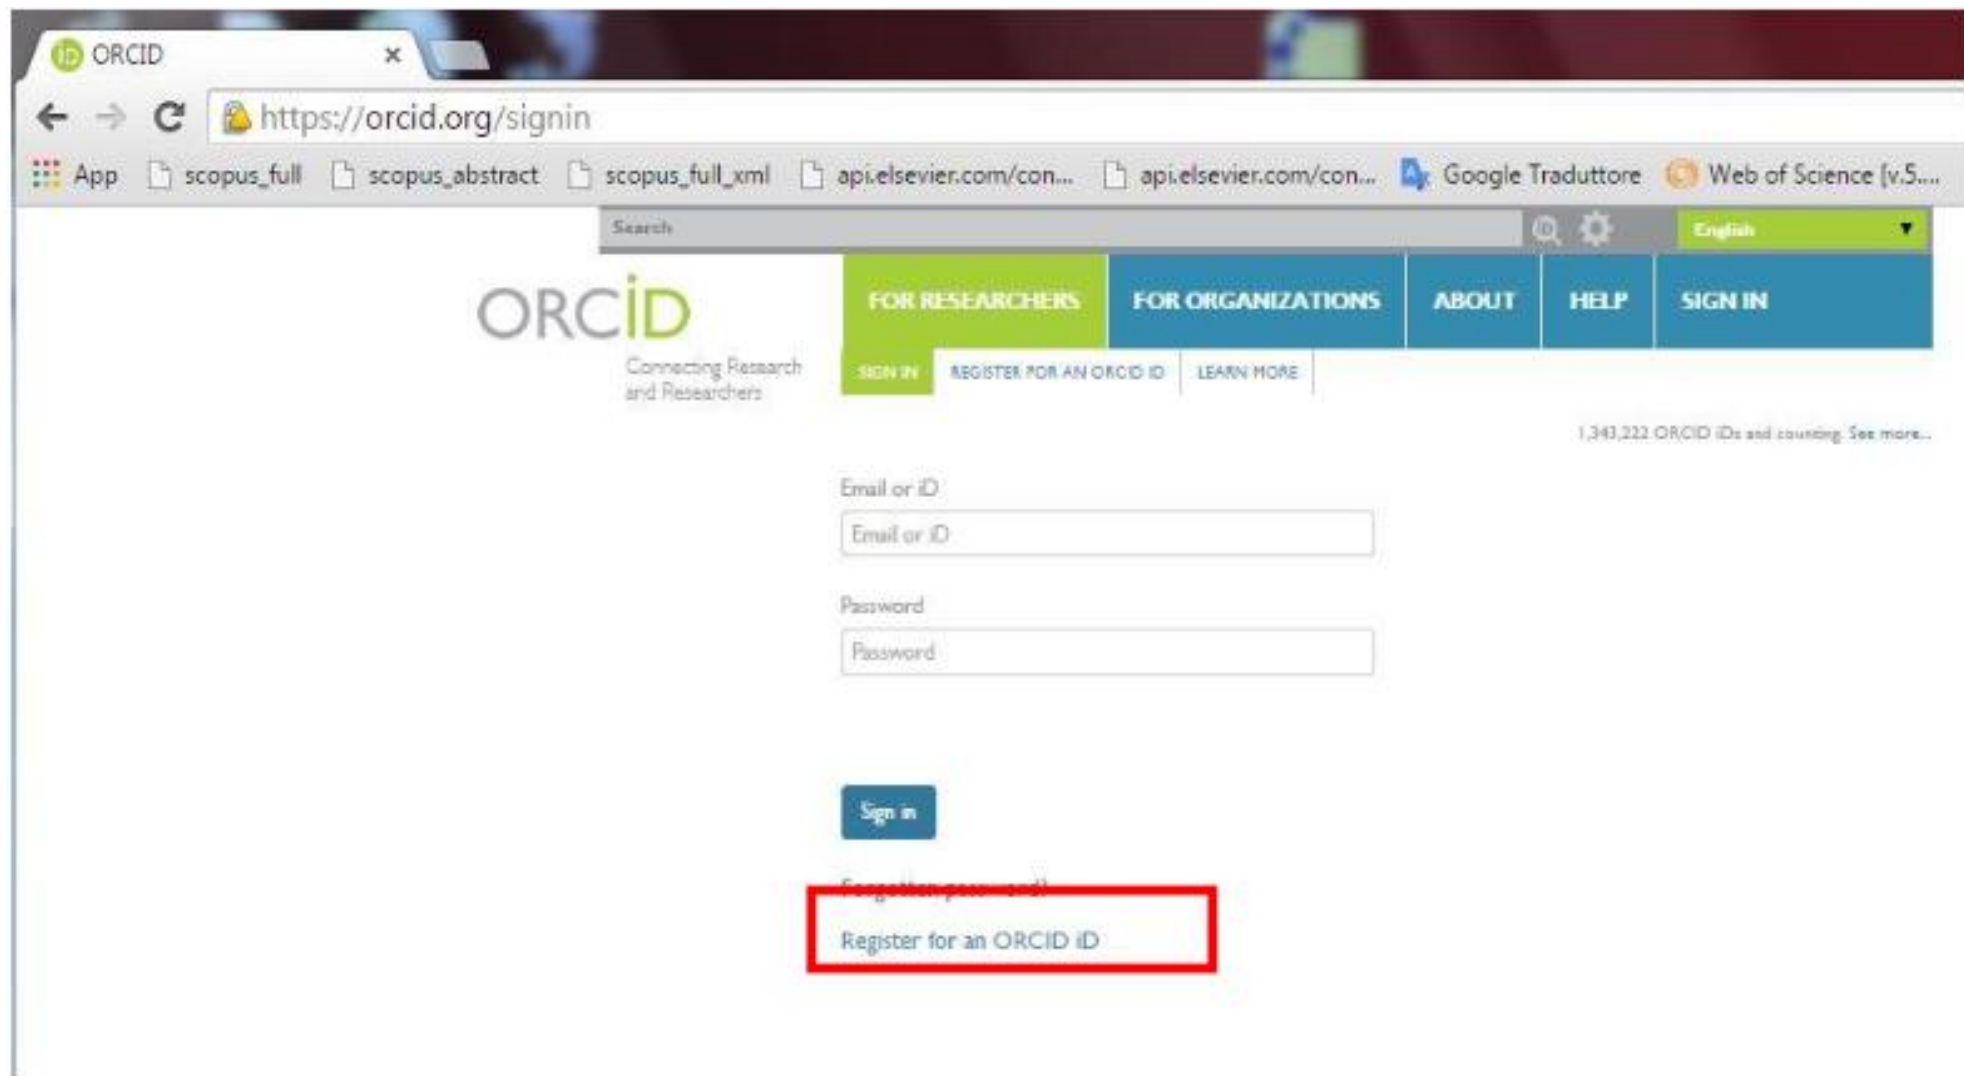 ORCID
https://orcid.org/signin
App scopus_full scopus_abstract scopus_full_xml api.elsevier.com/con... api.elsevier.com/con... Google Traduttore Web of Science [v.5....
Search English
ORCiD
Connecting Research
and Researchers
FOR RESEARCHERS FOR ORGANIZATIONS ABOUT HELP SIGN IN
SIGN IN REGISTER FOR AN ORCID ID LEARN MORE
1,343,222 ORCID iDs and counting. See more...
Email or iD
Email or iD
Password
Password
Sign in
Forgotten password?
Register for an ORCID iD